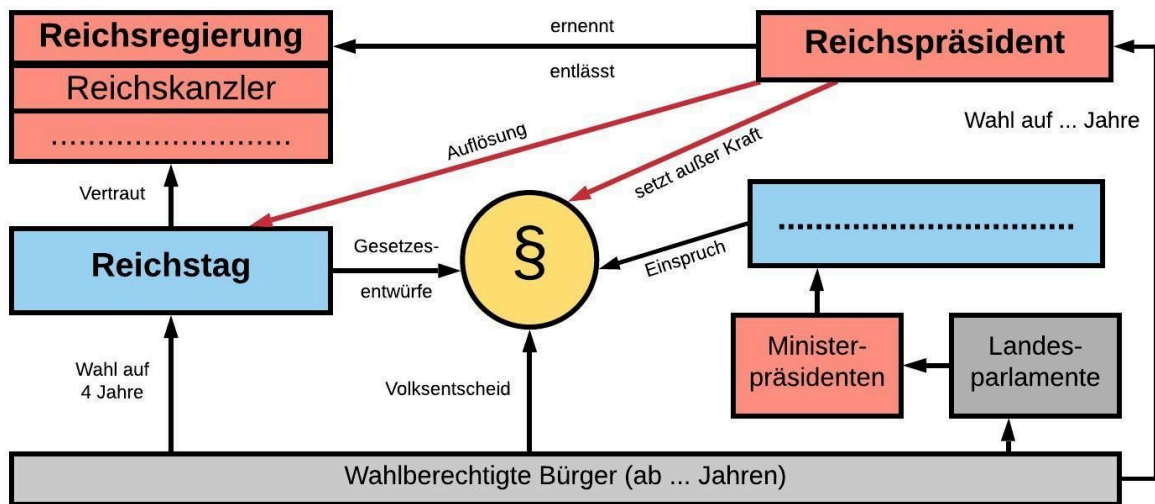 Reichsregierung
Reichskanzler
..........................
ernennt
entlässt
Reichspräsident
Wahl auf ... Jahre
Auflösung
setzt außer Kraft
Vertraut
Reichstag
Gesetzes-
entwürfe
§
Einspruch
................................
Minister-
präsidenten
Landes-
parlamente
Wahl auf
4 Jahre
Volksentscheid
Wahlberechtigte Bürger (ab ... Jahren)